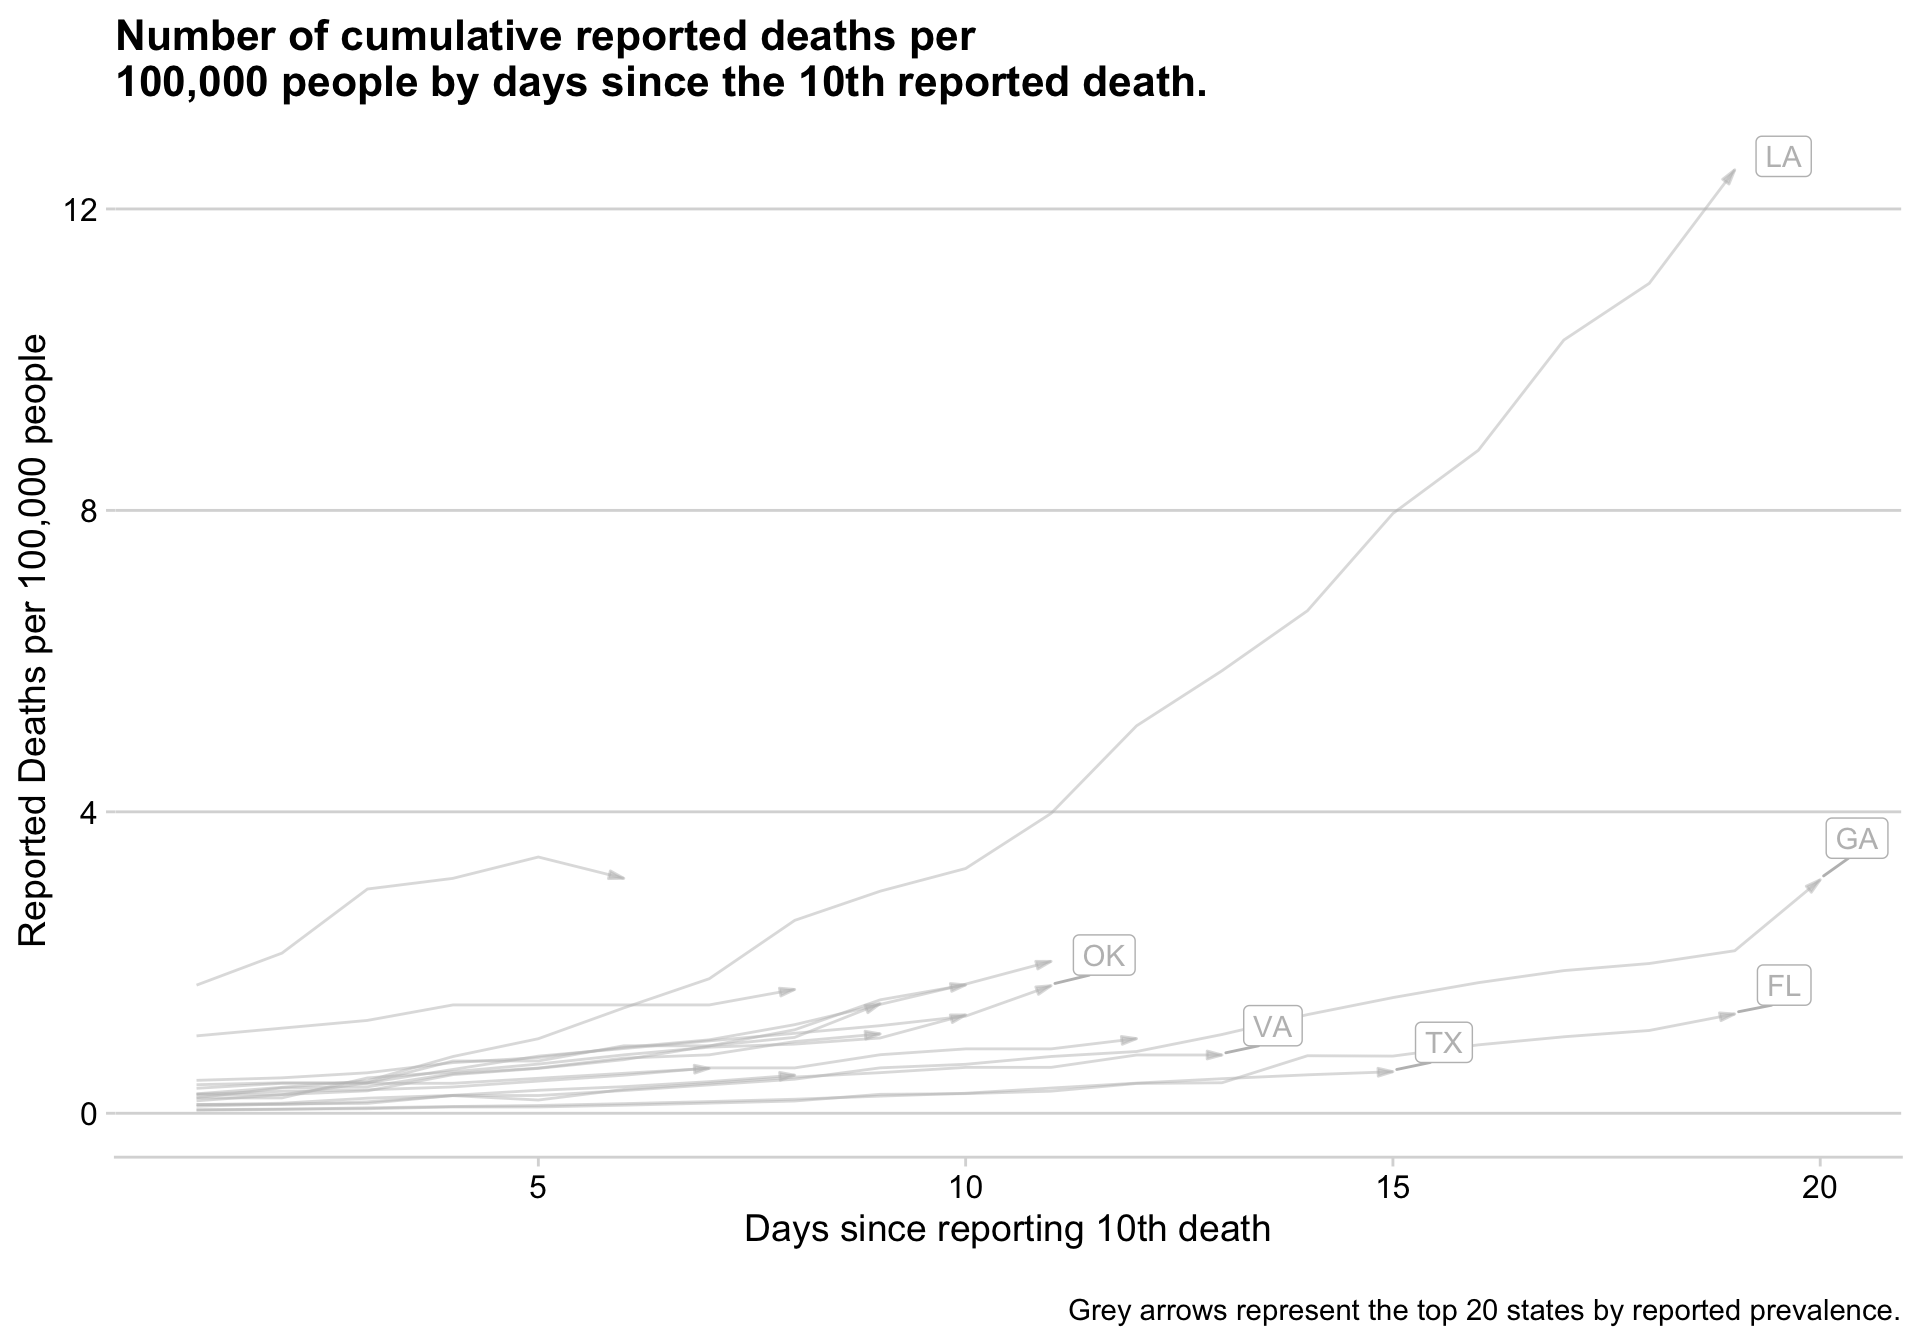 Number of cumulative reported deaths per
100,000 people by days since the 10th reported death.
Reported Deaths per 100,000 people
12
8
4
0
LA
GA
OK
FL
VA
TX
5
10
15
20
Days since reporting 10th death
Grey arrows represent the top 20 states by reported prevalence.